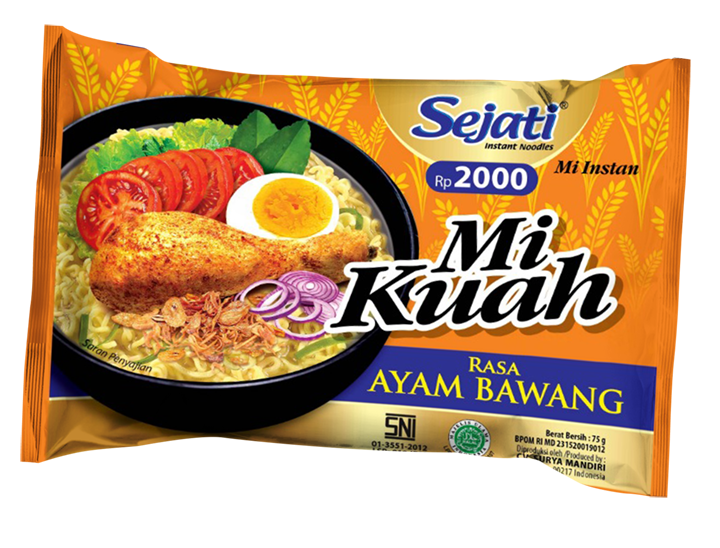 Sejati®
Instant Noodles
Rp 2000
Mi Instan
Mi
Kuah
RASA
AYAM BAWANG
Saran Penyajian
SNI
01-3551-2012
Berat Bersih : 75 g
BPOM RI MD 231520019012
Diproduksi oleh /Produced by :
SURYA MANDIRI
Indonesia